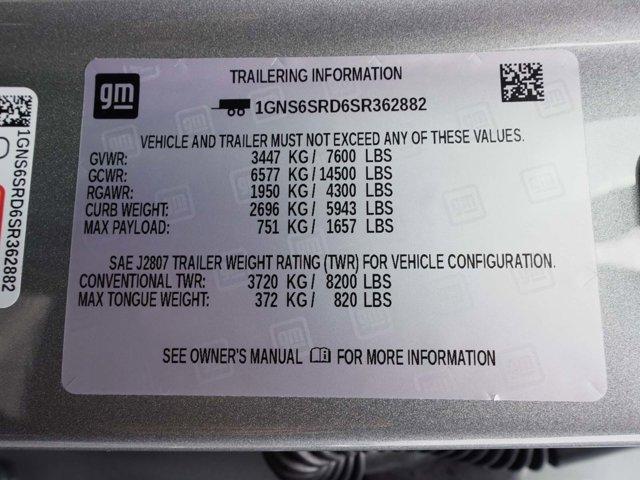 gm
TRAILERING INFORMATION
1GNS6SRD6SR362882
VEHICLE AND TRAILER MUST NOT EXCEED ANY OF THESE VALUES.
GVWR: 3447 KG / 7600 LBS
GCWR: 6577 KG / 14500 LBS
RGAWR: 1950 KG / 4300 LBS
CURB WEIGHT: 2696 KG / 5943 LBS
MAX PAYLOAD: 751 KG / 1657 LBS
SAE J2807 TRAILER WEIGHT RATING (TWR) FOR VEHICLE CONFIGURATION.
CONVENTIONAL TWR: 3720 KG / 8200 LBS
MAX TONGUE WEIGHT: 372 KG / 820 LBS
SEE OWNER'S MANUAL FOR MORE INFORMATION
1GNS6SRD6SR362882